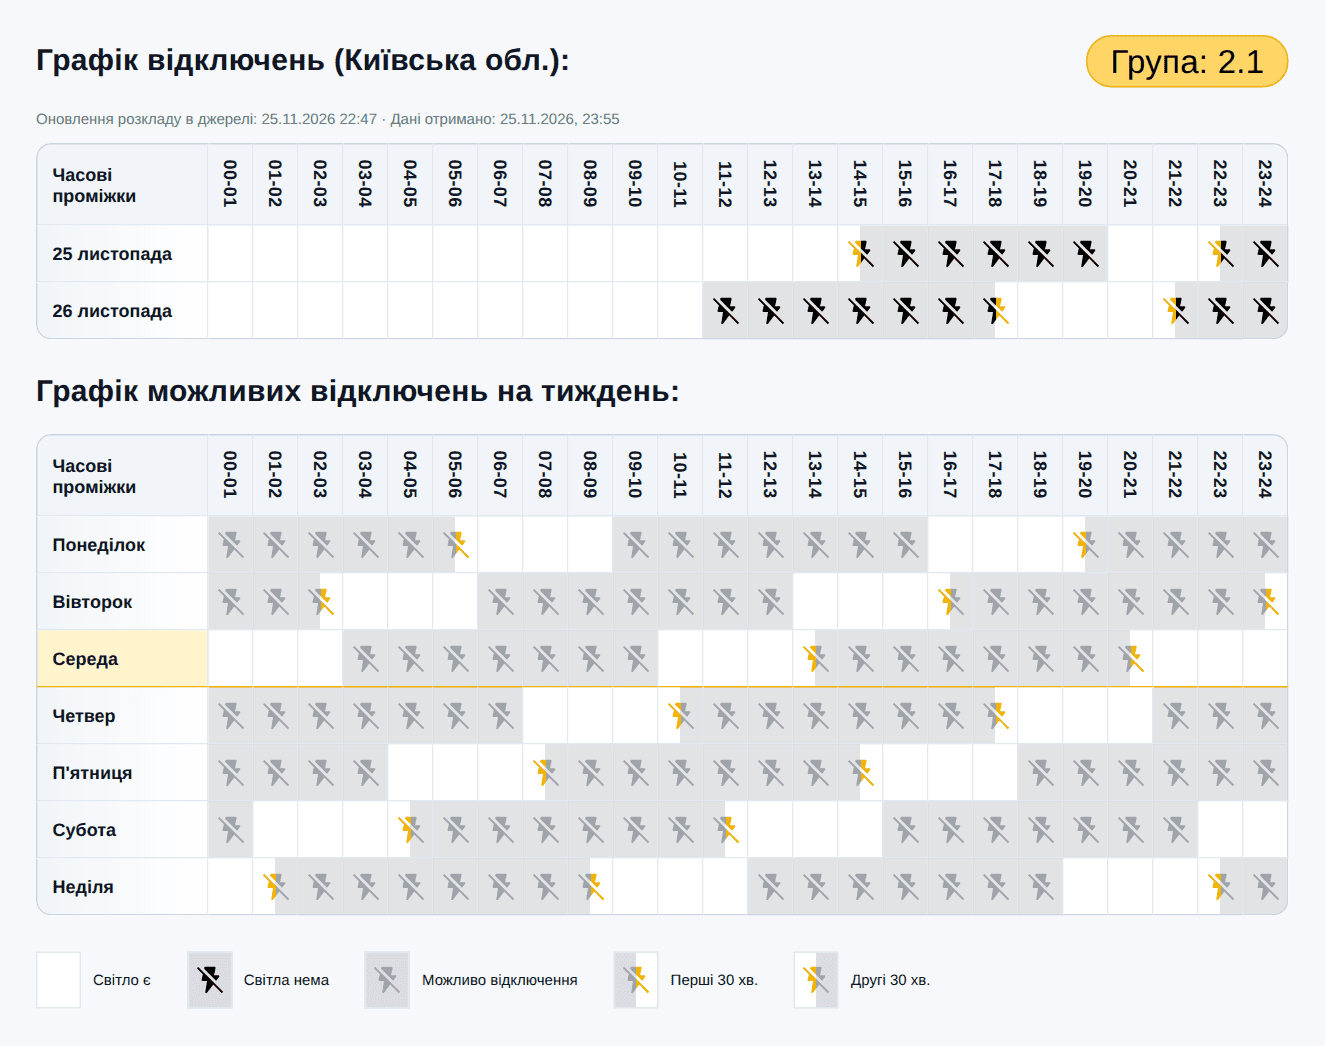 Графік відключень (Київська обл.):
Група: 2.1
Оновлення розкладу в джерелі: 25.11.2026 22:47 · Дані отримано: 25.11.2026, 23:55
Часові проміжки 00-01 01-02 02-03 03-04 04-05 05-06 06-07 07-08 08-09 09-10 10-11 11-12 12-13 13-14 14-15 15-16 16-17 17-18 18-19 19-20 20-21 21-22 22-23 23-24
25 листопада
26 листопада
Графік можливих відключень на тиждень:
Часові проміжки 00-01 01-02 02-03 03-04 04-05 05-06 06-07 07-08 08-09 09-10 10-11 11-12 12-13 13-14 14-15 15-16 16-17 17-18 18-19 19-20 20-21 21-22 22-23 23-24
Понеділок
Вівторок
Середа
Четвер
П'ятниця
Субота
Неділя
Світло є
Світла нема
Можливо відключення
Перші 30 хв.
Другі 30 хв.